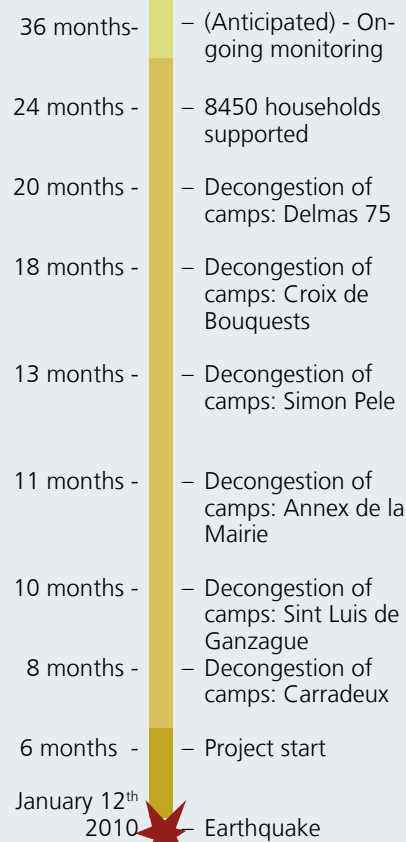 36 months- – (Anticipated) - On-
going monitoring
24 months - – 8450 households
supported
20 months - – Decongestion of
camps: Delmas 75
18 months - – Decongestion of
camps: Croix de
Bouquests
13 months - – Decongestion of
camps: Simon Pele
11 months - – Decongestion of
camps: Annex de la
Mairie
10 months - – Decongestion of
camps: Sint Luis de
Ganzague
8 months - – Decongestion of
camps: Carradeux
6 months - – Project start
January 12th
2010 – Earthquake